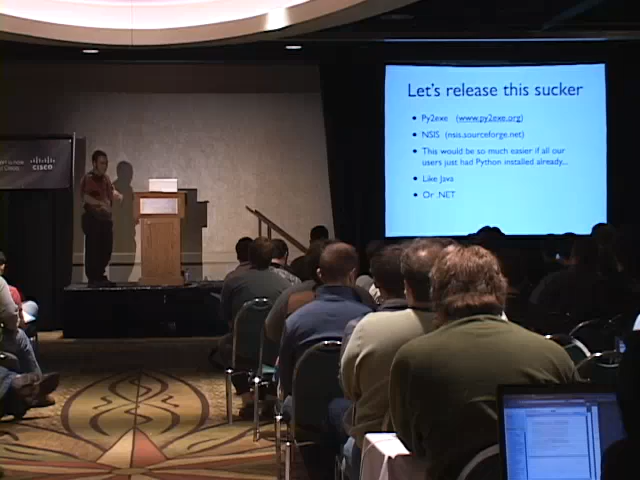 Let's release this sucker
• Py2exe (www.py2exe.org)
• NSIS (nsis.sourceforge.net)
• This would be so much easier if all our
users just had Python installed already...
• Like Java
• Or .NET
CISCO